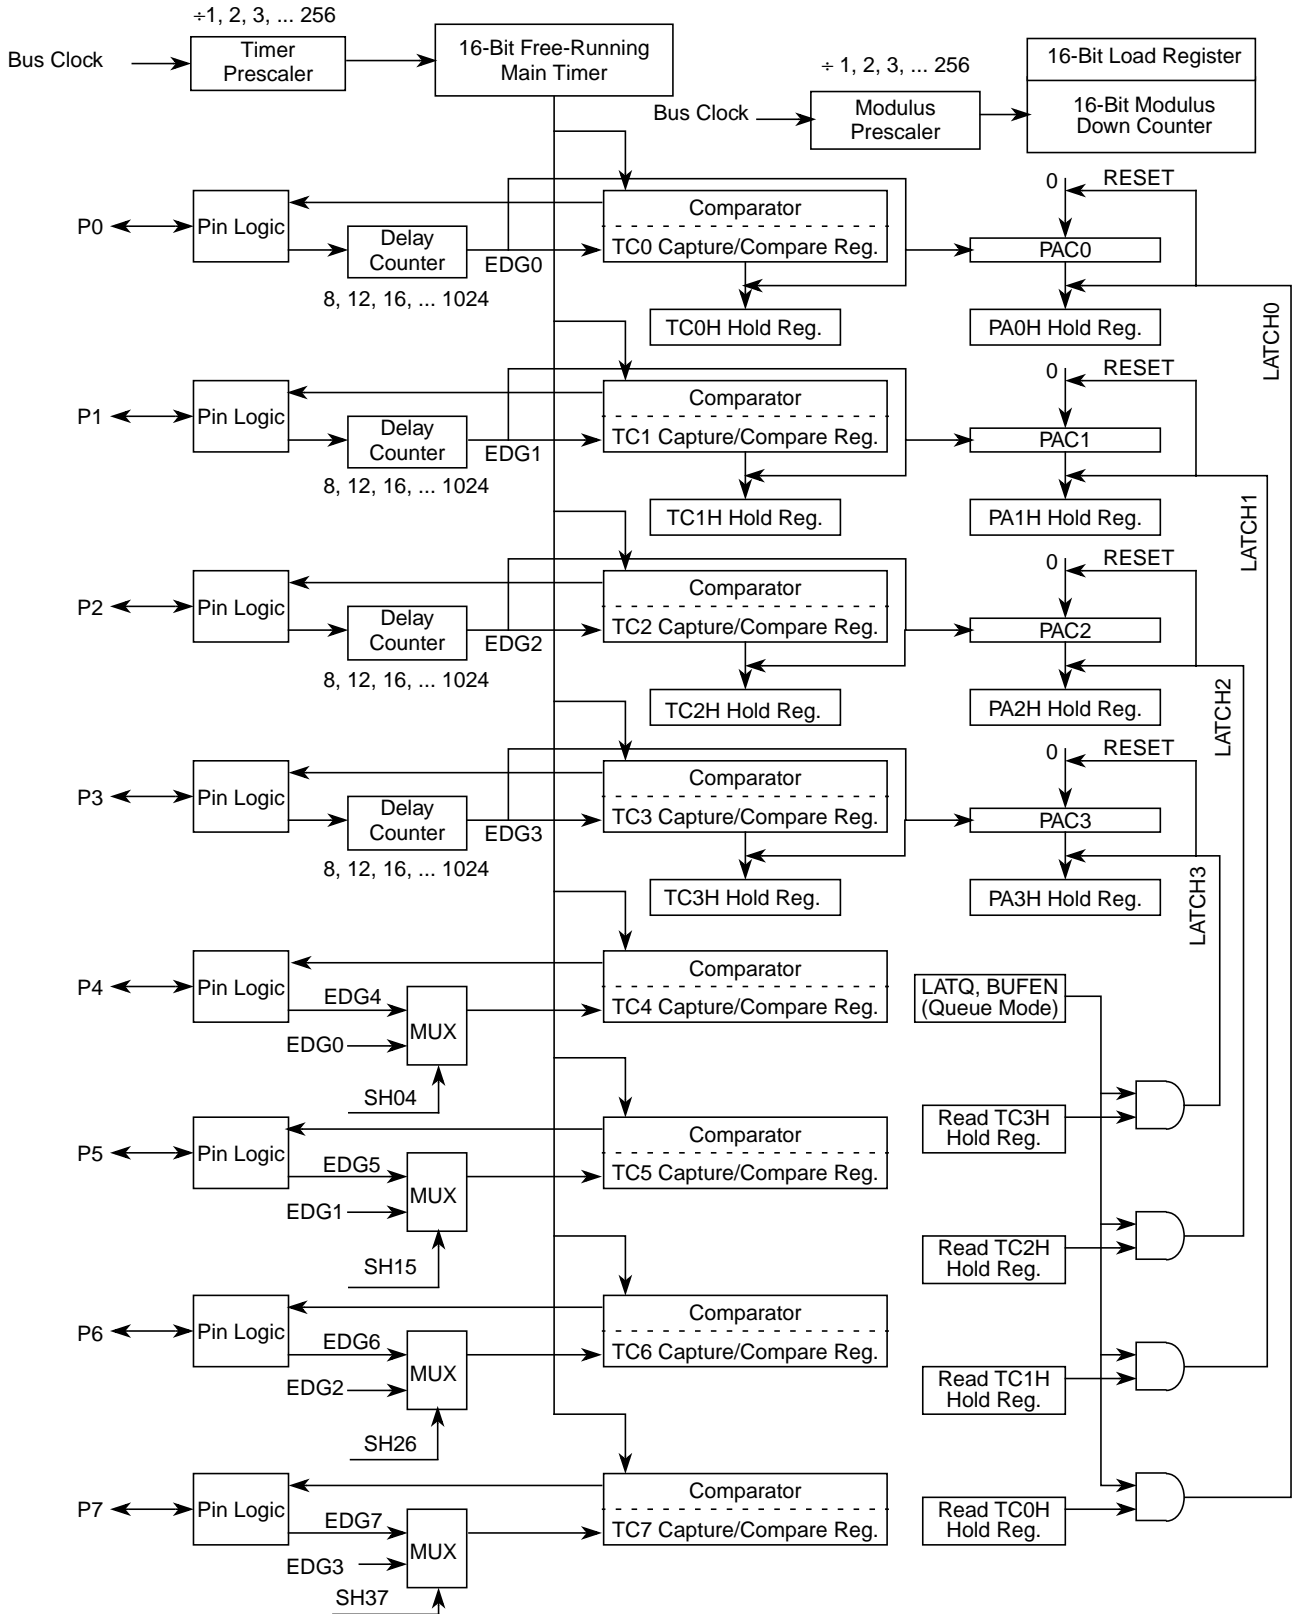 ÷1, 2, 3, ... 256
Bus Clock
Timer
Prescaler
16-Bit Free-Running
Main Timer
÷ 1, 2, 3, ... 256
Bus Clock
Modulus
Prescaler
16-Bit Load Register
16-Bit Modulus
Down Counter
P0
Pin Logic
Delay
Counter
8, 12, 16, ... 1024
EDG0
Comparator
TC0 Capture/Compare Reg.
TC0H Hold Reg.
0
RESET
PAC0
PA0H Hold Reg.
LATCH0
P1
Pin Logic
Delay
Counter
8, 12, 16, ... 1024
EDG1
Comparator
TC1 Capture/Compare Reg.
TC1H Hold Reg.
0
RESET
PAC1
PA1H Hold Reg.
LATCH1
P2
Pin Logic
Delay
Counter
8, 12, 16, ... 1024
EDG2
Comparator
TC2 Capture/Compare Reg.
TC2H Hold Reg.
0
RESET
PAC2
PA2H Hold Reg.
LATCH2
P3
Pin Logic
Delay
Counter
8, 12, 16, ... 1024
EDG3
Comparator
TC3 Capture/Compare Reg.
TC3H Hold Reg.
0
RESET
PAC3
PA3H Hold Reg.
LATCH3
P4
Pin Logic
EDG4
EDG0
MUX
SH04
Comparator
TC4 Capture/Compare Reg.
LATQ, BUFEN
(Queue Mode)
P5
Pin Logic
EDG5
EDG1
MUX
SH15
Comparator
TC5 Capture/Compare Reg.
Read TC3H
Hold Reg.
Read TC2H
Hold Reg.
P6
Pin Logic
EDG6
EDG2
MUX
SH26
Comparator
TC6 Capture/Compare Reg.
Read TC1H
Hold Reg.
P7
Pin Logic
EDG7
EDG3
MUX
SH37
Comparator
TC7 Capture/Compare Reg.
Read TC0H
Hold Reg.